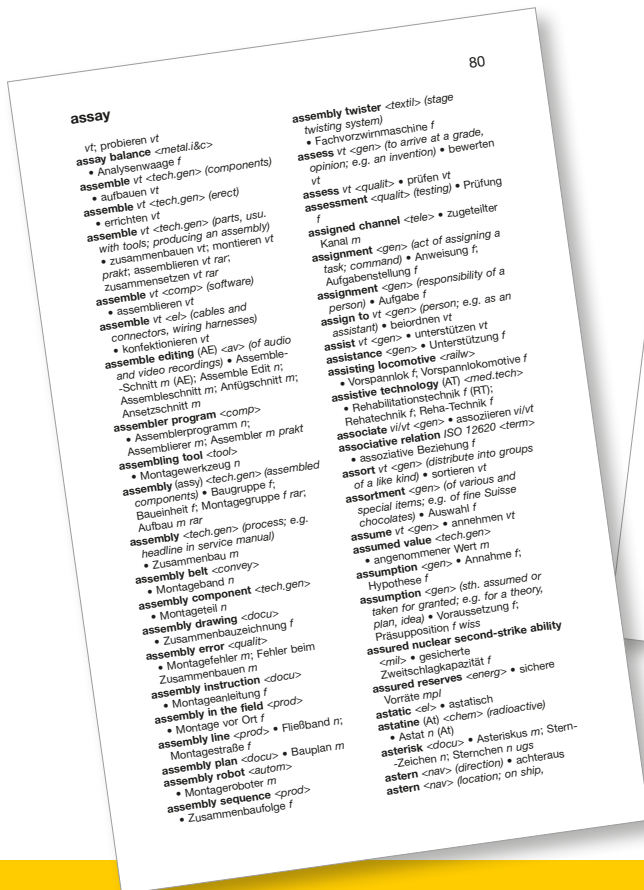 80
assay
vt; probieren vt
assay balance <metal.i&c>
• Analysenwaage f
assemble vt <tech.gen> (components)
• aufbauen vt
assemble vt <tech.gen> (erect)
• errichten vt
assemble vt <tech.gen> (parts, usu.
with tools; producing an assembly)
• zusammenbauen vt; montieren vt
prakt; assemblieren vt rar;
zusammensetzen vt rar
assemble vt <comp> (software)
• assemblieren vt
assemble vt <el> (cables and
connectors, wiring harnesses)
• konfektionieren vt
assemble editing (AE) <av> (of audio
and video recordings) • Assemble-
-Schnitt m (AE); Assemble Edit n;
Assembleschnitt m; Antügschnitt m;
Ansetzschnitt m
assembler program <comp>
• Assemblerprogramm n;
Assemblierer m; Assembler m prakt
assembling tool <tool>
• Montagewerkzeug n
assembly (assy) <tech.gen> (assembled
components) • Baugruppe f;
Baueinheit f; Montagegruppe f rar;
Aufbau m rar
assembly <tech.gen> (process; e.g.
headline in service manual)
• Zusammenbau m
assembly belt <convey>
• Montageband n
assembly component <tech.gen>
• Montageteil n
assembly drawing <docu>
• Zusammenbauzeichnung f
assembly error <qualit>
• Montagefehler m; Fehler beim
Zusammenbauen m
assembly instruction <docu>
• Montageanleitung f
assembly in the field <prod>
• Montage vor Ort f
assembly line <prod> • Fließband n;
Montagestraße f
assembly plan <docu> • Bauplan m
assembly robot <autom>
• Montageroboter m
assembly sequence <prod>
• Zusammenbaufolge f
assembly twister <textil> (stage
twisting system)
• Fachvorzwirnmaschine f
assess vt <gen> (to arrive at a grade,
opinion; e.g. an invention) • bewerten
vt
assess vt <qualit> • prüfen vt
assessment <qualit> (testing) • Prüfung
f
assigned channel <tele> • zugeteilter
Kanal m
assignment <gen> (act of assigning a
task; command) • Anweisung f;
Aufgabenstellung f
assignment <gen> (responsibility of a
person) • Aufgabe f
assign to vt <gen> (person; e.g. as an
assistant) • beiordnen vt
assist vt <gen> • unterstützen vt
assistance <gen> • Unterstützung f
assisting locomotive <railw>
• Vorspannlok f; Vorspannlokomotive f
assistive technology (AT) <med.tech>
• Rehabilitationstechnik f (RT);
Rehatechnik f; Reha-Technik f
associate vi/vt <gen> • assoziieren vi/vt
associative relation ISO 12620 <term>
• assoziative Beziehung f
assort vt <gen> (distribute into groups
of a like kind) • sortieren vt
assortment <gen> (of various and
special items; e.g. of fine Suisse
chocolates) • Auswahl f
assume vt <gen> • annehmen vt
assumed value <tech.gen>
• angenommener Wert m
assumption <gen> • Annahme f;
Hypothese f
assumption <gen> (sth. assumed or
taken for granted; e.g. for a theory,
plan, idea) • Voraussetzung f;
Präsupposition f wiss
assured nuclear second-strike ability
<mil> • gesicherte
Zweitschlagkapazität f
assured reserves <energ> • sichere
Vorräte mpl
astatic <el> • astatisch
astatine (At) <chem> (radioactive)
• Astat n (At)
asterisk <docu> • Asteriskus m; Stern-
-Zeichen n; Sternchen n ugs
astern <nav> (direction) • achteraus
astern <nav> (location; on ship,